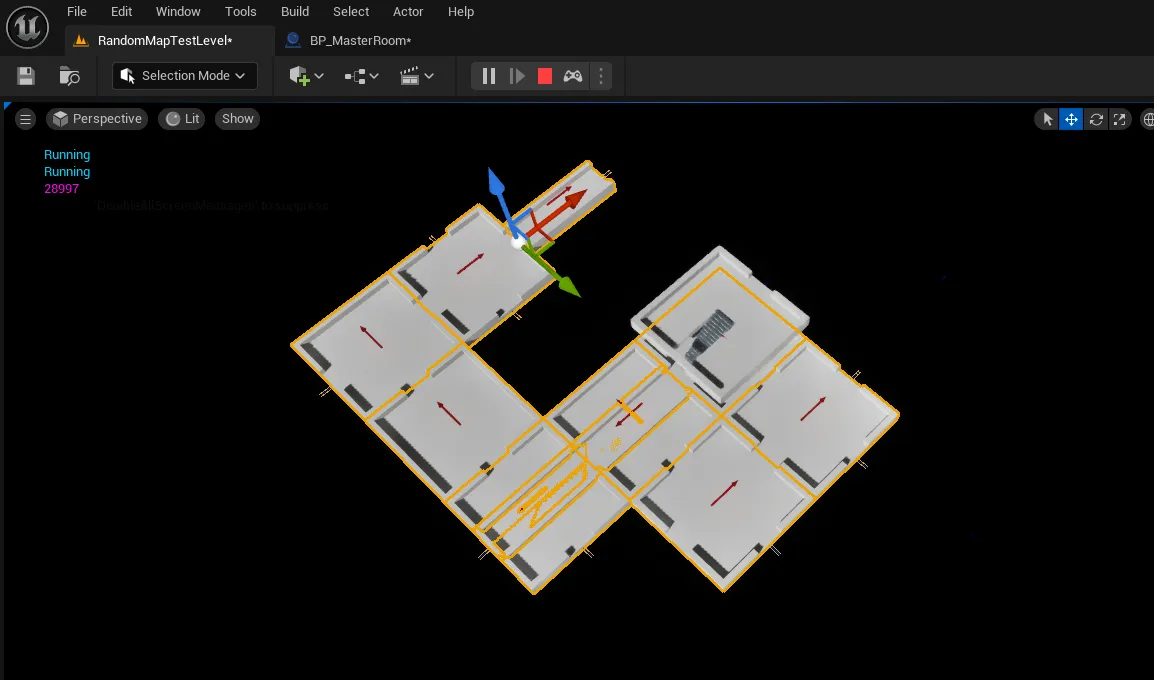 File Edit Window Tools Build Select Actor Help
RandomMapTestLevel* BP_MasterRoom*
Selection Mode
Perspective Lit Show
Running
Running
28997
'DisableAllScreenMessages' to suppress